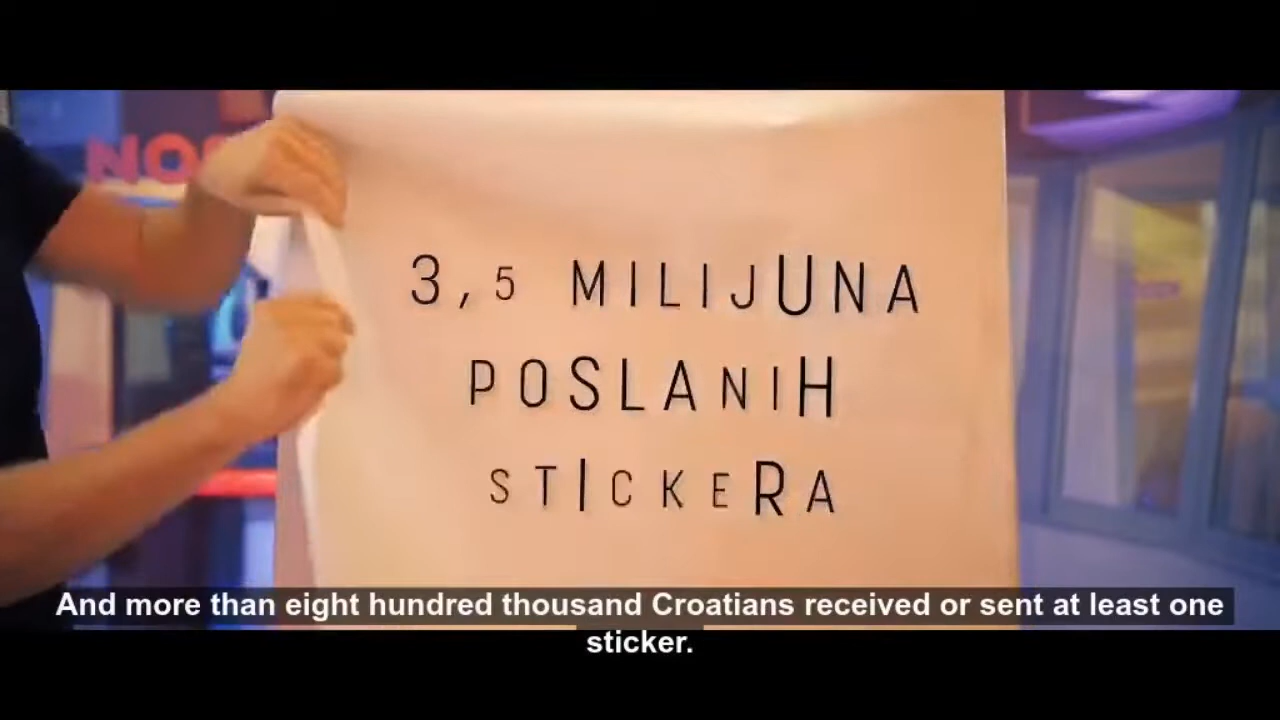 3,5 MILIJUNA
POSLANIH
STICKERA
And more than eight hundred thousand Croatians received or sent at least one
sticker.